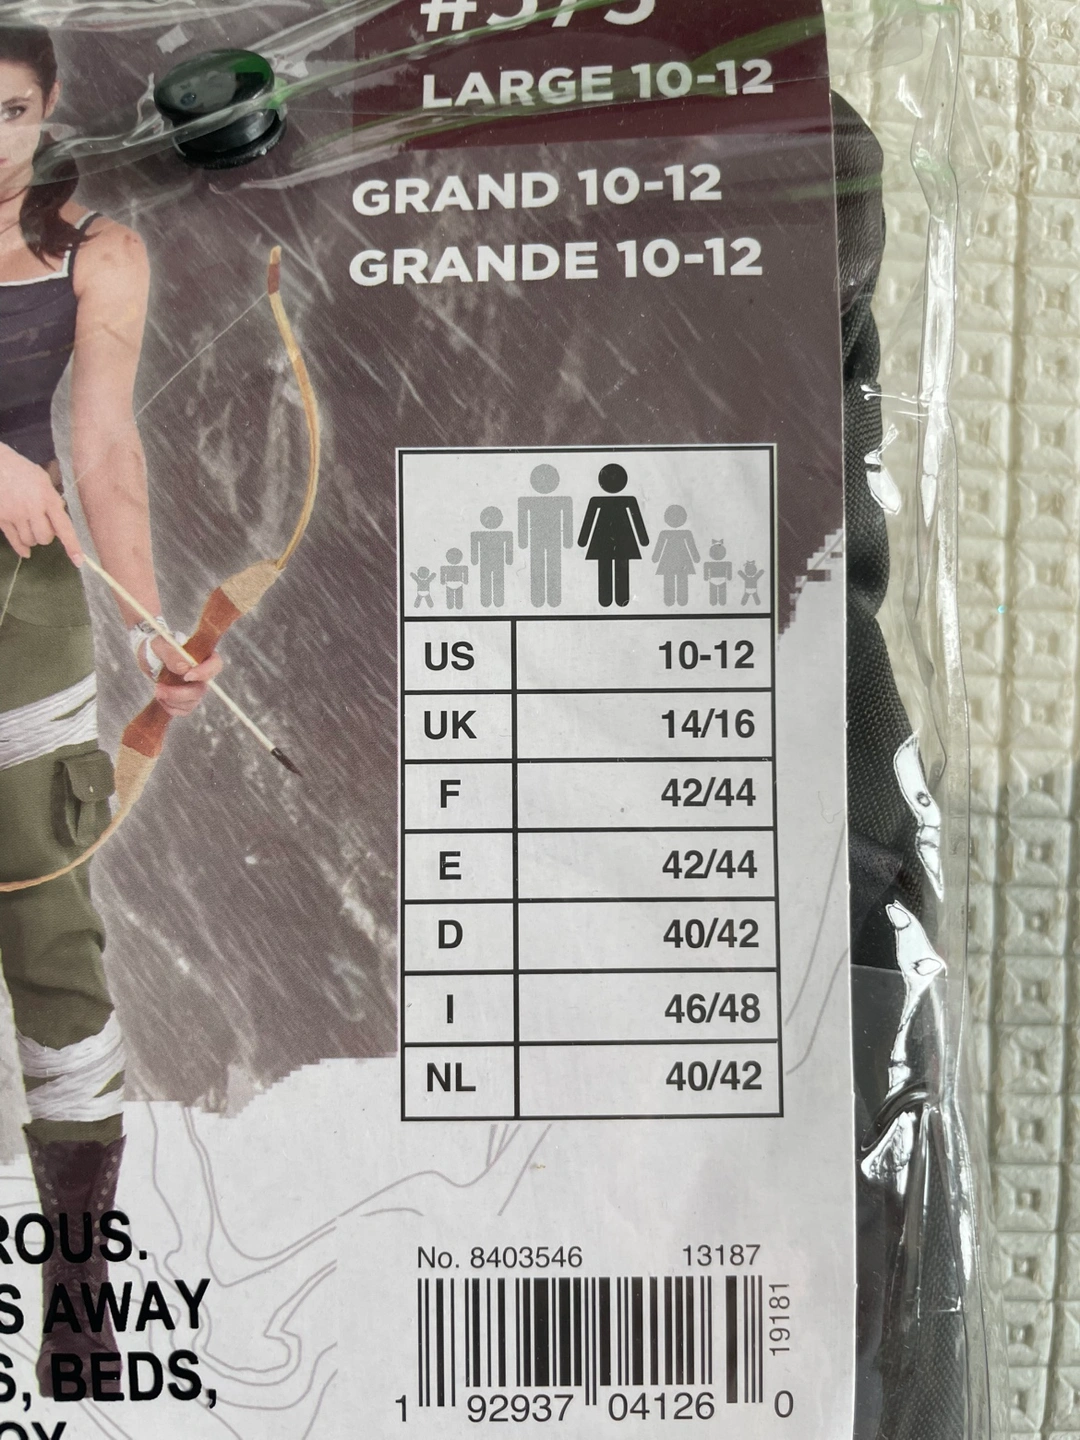 LARGE 10-12
GRAND 10-12
GRANDE 10-12
US 10-12
UK 14/16
F 42/44
E 42/44
D 40/42
I 46/48
NL 40/42
No. 8403546 13187
19181
1 92937 04126 0
AWAY
BEDS,